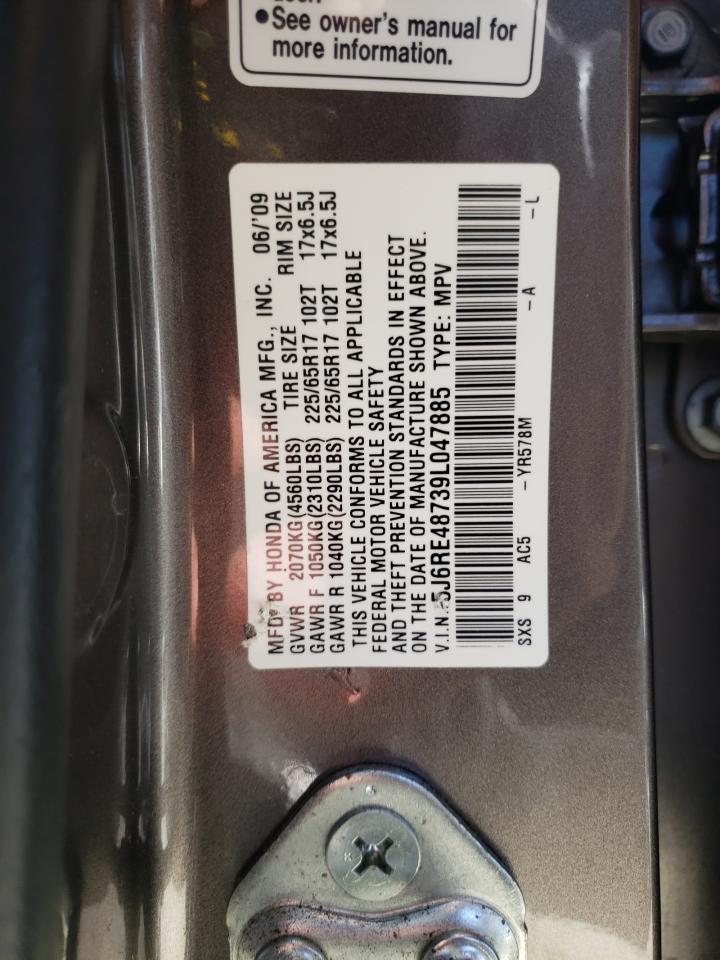 See owner's manual for
more information.
MFD. BY HONDA OF AMERICA MFG., INC. 06/'09
GVWR 2070KG(4560LBS) TIRE SIZE RIM SIZE
GAWR F 1050KG(2310LBS) 225/65R17 102T 17x6.5J
GAWR R 1040KG(2290LBS) 225/65R17 102T 17x6.5J
THIS VEHICLE CONFORMS TO ALL APPLICABLE
FEDERAL MOTOR VEHICLE SAFETY
AND THEFT PREVENTION STANDARDS IN EFFECT
ON THE DATE OF MANUFACTURE SHOWN ABOVE.
V.I.N.:5J6RE48739L047885 TYPE: MPV
SXS 9 AC5 -YR578M -A -L